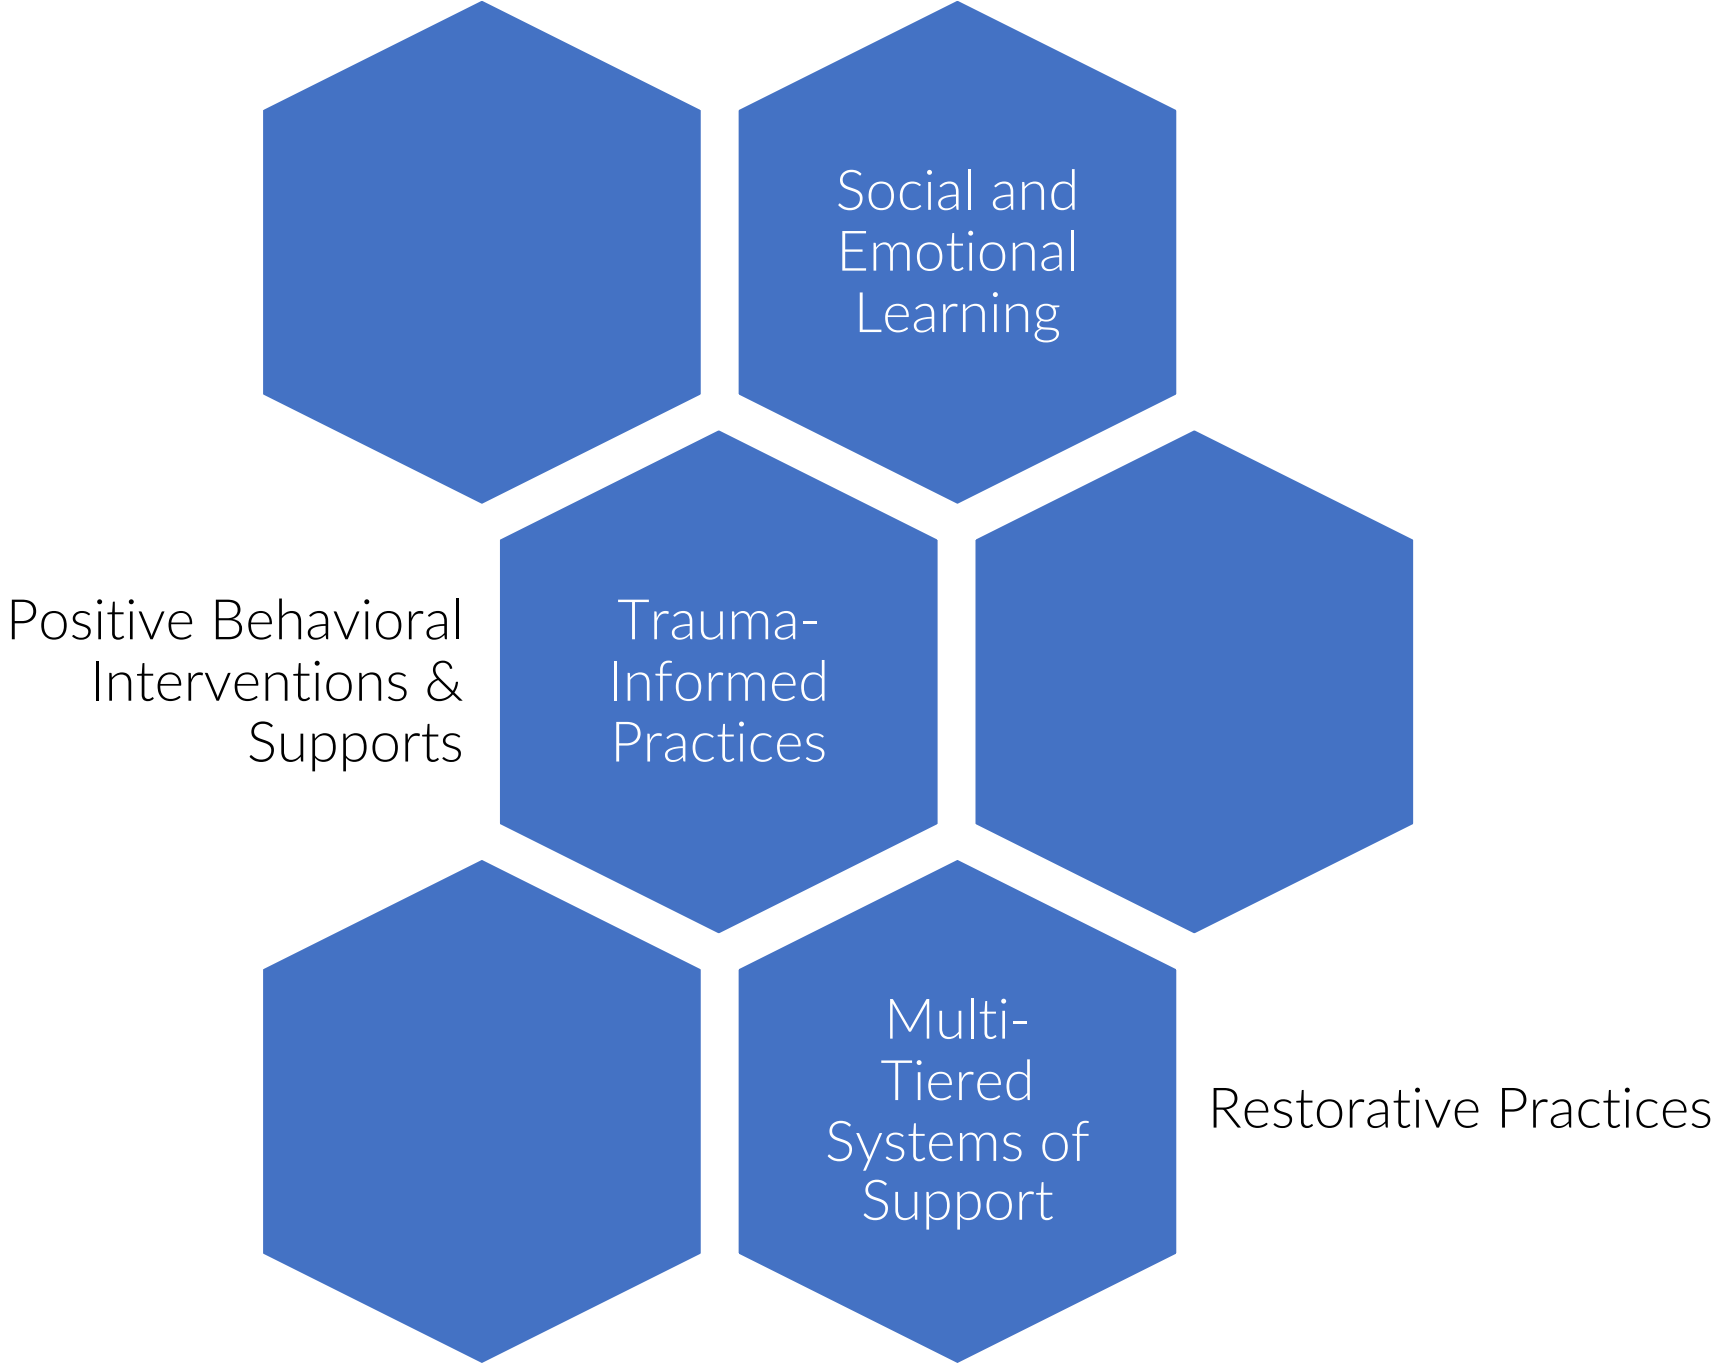 Social and
Emotional
Learning
Positive Behavioral
Interventions &
Supports
Trauma-
Informed
Practices
Multi-
Tiered
Systems of
Support
Restorative Practices